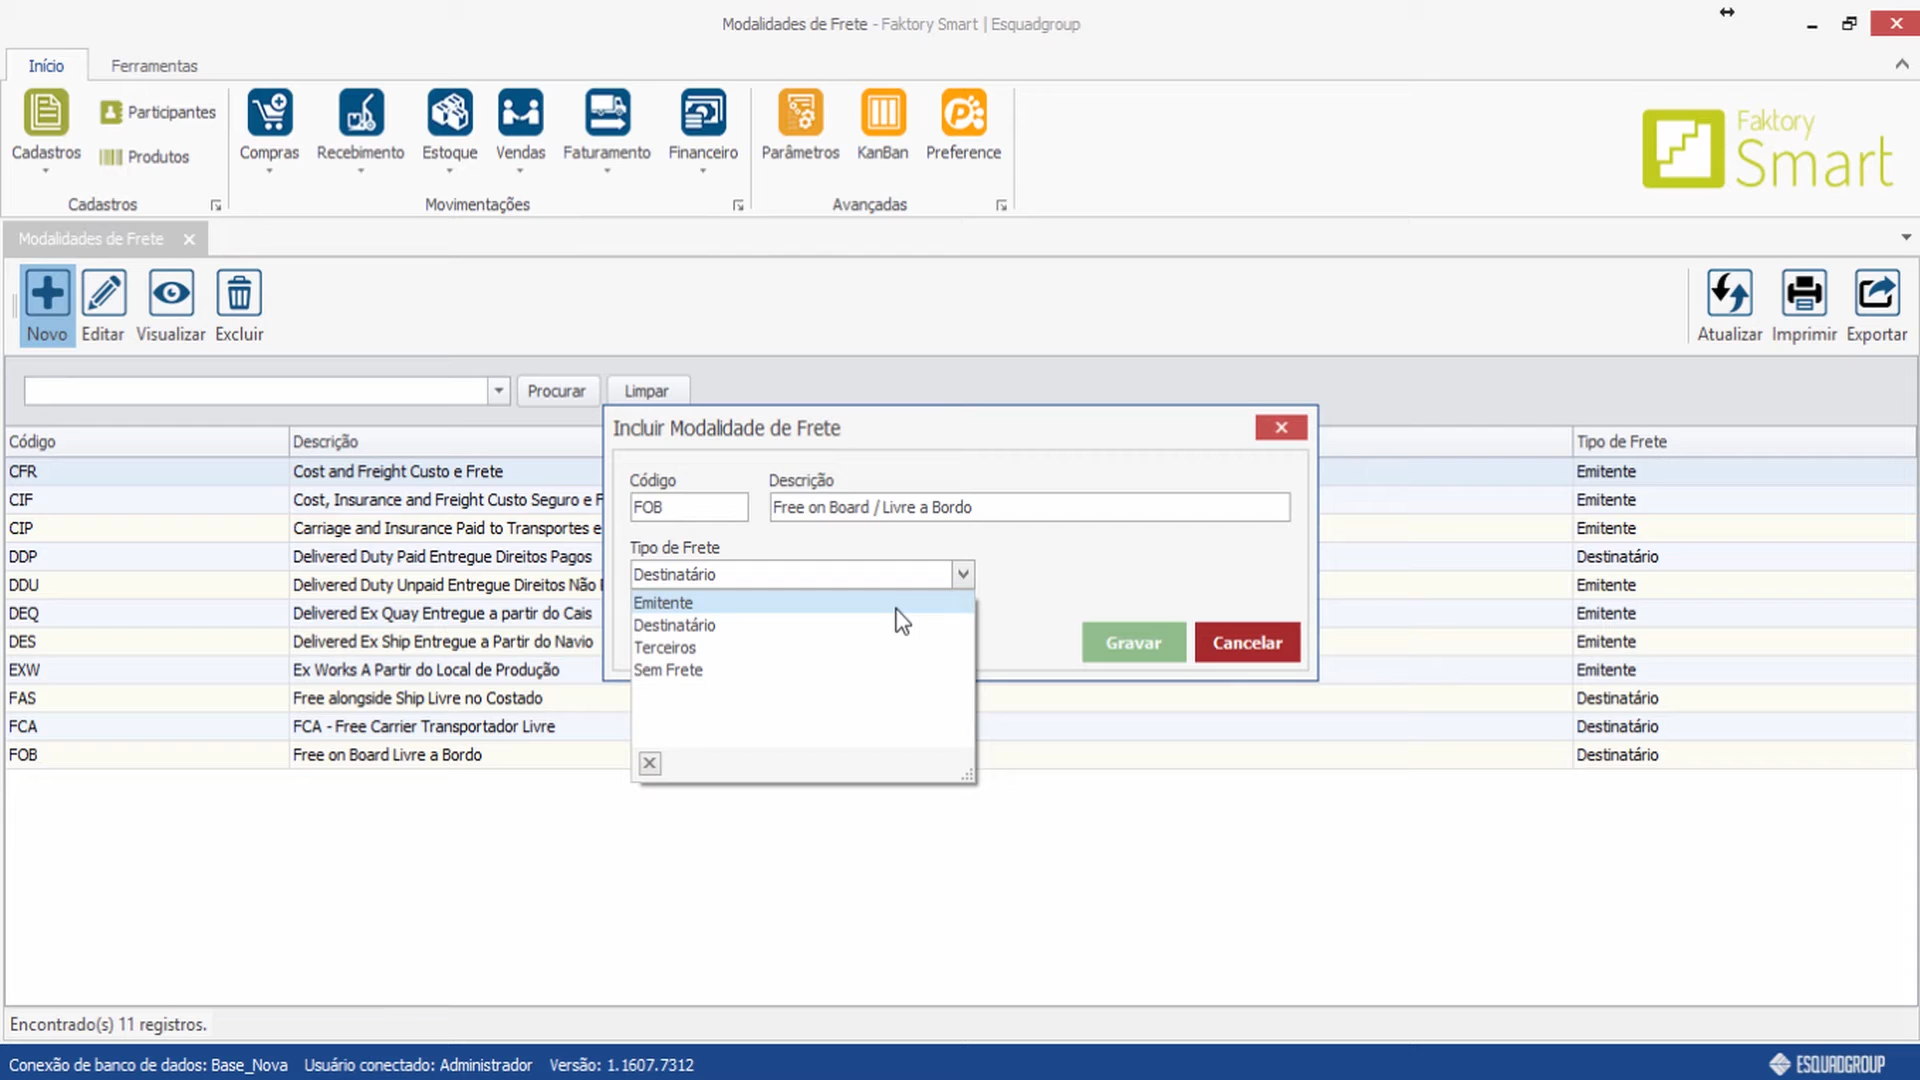 Modalidades de Frete - Faktory Smart | Esquadgroup
Início Ferramentas
Cadastros Participantes Produtos Compras Recebimento Estoque Vendas Faturamento Financeiro Parâmetros KanBan Preference
Cadastros Movimentações Avançadas
Faktory
Smart
Modalidades de Frete
Novo Editar Visualizar Excluir Atualizar Imprimir Exportar
Procurar Limpar
Código Descrição Tipo de Frete
CFR Cost and Freight Custo e Frete Emitente
CIF Cost, Insurance and Freight Custo Seguro e F Emitente
CIP Carriage and Insurance Paid to Transportes e Emitente
DDP Delivered Duty Paid Entregue Direitos Pagos Destinatário
DDU Delivered Duty Unpaid Entregue Direitos Não Emitente
DEQ Delivered Ex Quay Entregue a partir do Cais Emitente
DES Delivered Ex Ship Entregue a Partir do Navio Emitente
EXW Ex Works A Partir do Local de Produção Emitente
FAS Free alongside Ship Livre no Costado Destinatário
FCA FCA - Free Carrier Transportador Livre Destinatário
FOB Free on Board Livre a Bordo Destinatário
Incluir Modalidade de Frete
Código Descrição
FOB Free on Board / Livre a Bordo
Tipo de Frete
Destinatário
Emitente
Destinatário
Terceiros
Sem Frete
Gravar Cancelar
Encontrado(s) 11 registros.
Conexão de banco de dados: Base_Nova Usuário conectado: Administrador Versão: 1.1607.7312 ESQUADGROUP